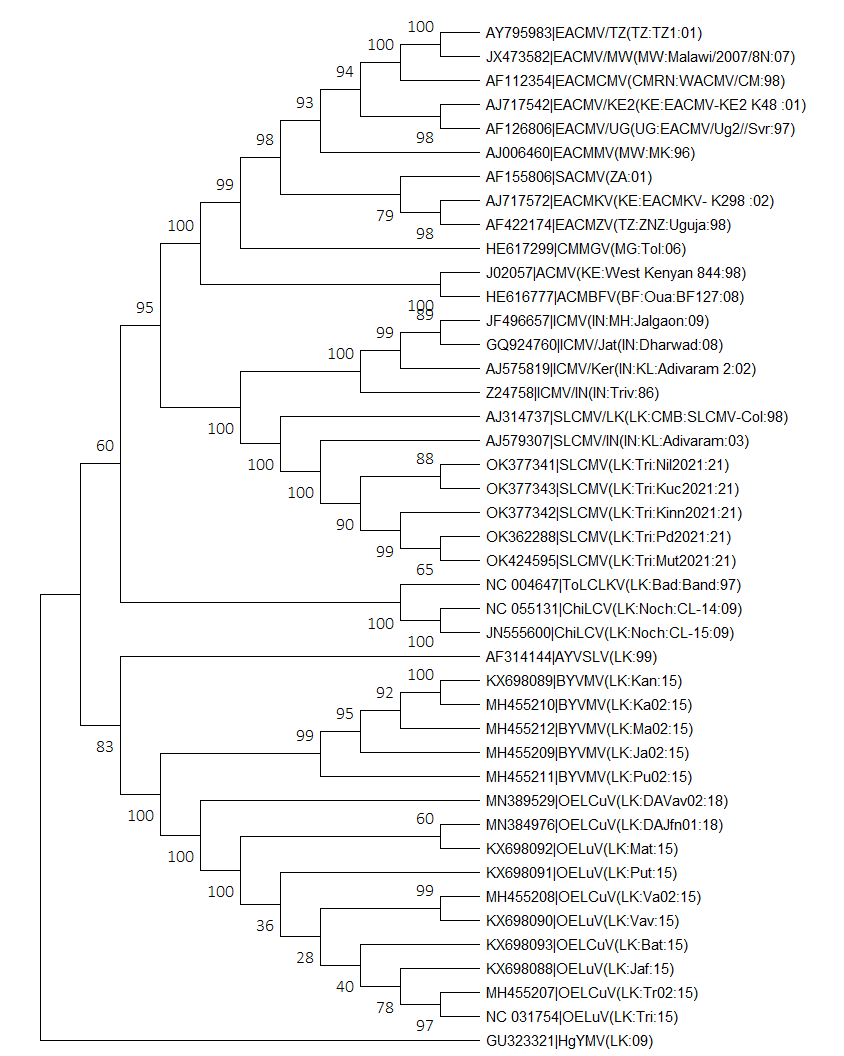 100
AY795983|EACMV/TZ(TZ:TZ1:01)
100
JX473582|EACMV/MW(MW:Malawi/2007/8N:07)
94
AF112354|EACMCMV(CMRN:WACMV/CM:98)
93
AJ717542|EACMV/KE2(KE:EACMV-KE2 K48 :01)
98
AF126806|EACMV/UG(UG:EACMV/Ug2//Svr:97)
98
AJ006460|EACMMV(MW:MK:96)
99
AF155806|SACMV(ZA:01)
79
AJ717572|EACMKV(KE:EACMKV- K298 :02)
100
AF422174|EACMZV(TZ:ZNZ:Uguja:98)
98
HE617299|CMMGV(MG:Tol:06)
J02057|ACMV(KE:West Kenyan 844:98)
HE616777|ACMBFV(BF:Oua:BF127:08)
95
100
89
JF496657|ICMV(IN:MH:Jalgaon:09)
99
GQ924760|ICMV/Jat(IN:Dharwad:08)
100
AJ575819|ICMV/Ker(IN:KL:Adivaram 2:02)
Z24758|ICMV/IN(IN:Triv:86)
100
AJ314737|SLCMV/LK(LK:CMB:SLCMV-Col:98)
60
AJ579307|SLCMV/IN(IN:KL:Adivaram:03)
100
88
OK377341|SLCMV(LK:Tri:Nil2021:21)
100
OK377343|SLCMV(LK:Tri:Kuc2021:21)
90
OK377342|SLCMV(LK:Tri:Kinn2021:21)
99
OK362288|SLCMV(LK:Tri:Pd2021:21)
65
OK424595|SLCMV(LK:Tri:Mut2021:21)
NC 004647|ToLCLKV(LK:Bad:Band:97)
100
NC 055131|ChiLCV(LK:Noch:CL-14:09)
100
JN555600|ChiLCV(LK:Noch:CL-15:09)
AF314144|AYVSLV(LK:99)
100
KX698089|BYVMV(LK:Kan:15)
92
MH455210|BYVMV(LK:Ka02:15)
95
MH455212|BYVMV(LK:Ma02:15)
99
83
MH455209|BYVMV(LK:Ja02:15)
MH455211|BYVMV(LK:Pu02:15)
100
MN389529|OELCuV(LK:DAVav02:18)
60
MN384976|OELCuV(LK:DAJfn01:18)
100
KX698092|OELuV(LK:Mat:15)
100
KX698091|OELuV(LK:Put:15)
99
MH455208|OELCuV(LK:Va02:15)
36
KX698090|OELuV(LK:Vav:15)
28
KX698093|OELCuV(LK:Bat:15)
40
KX698088|OELuV(LK:Jaf:15)
78
MH455207|OELCuV(LK:Tr02:15)
97
NC 031754|OELuV(LK:Tri:15)
GU323321|HgYMV(LK:09)